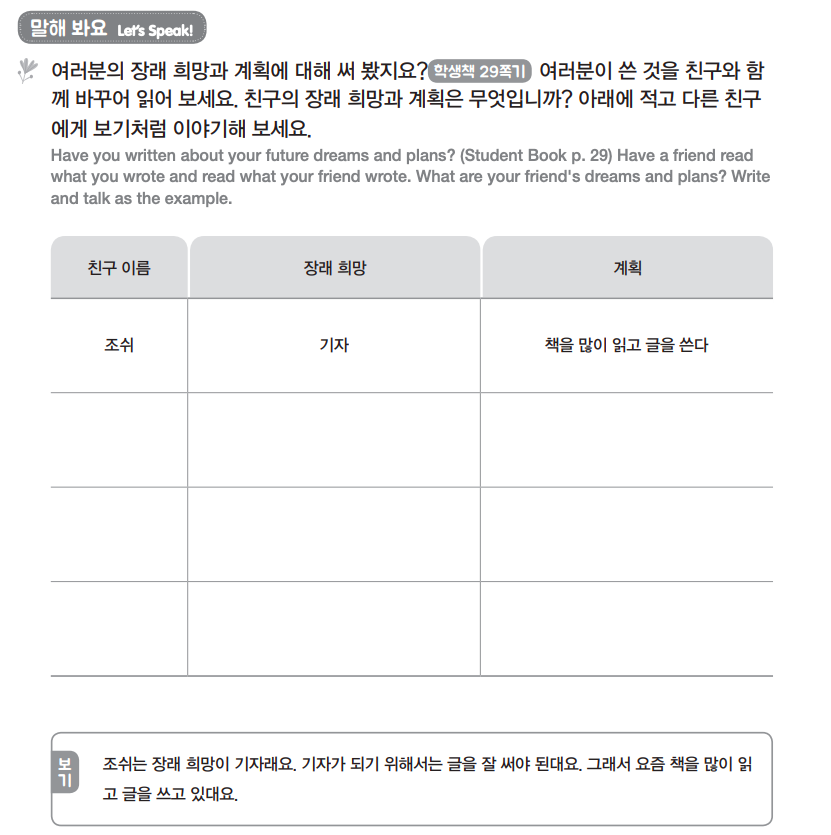 말해 봐요 Let's Speak!
여러분의 장래 희망과 계획에 대해 써 봤지요? 학생책 29쪽기 여러분이 쓴 것을 친구와 함
께 바꾸어 읽어 보세요. 친구의 장래 희망과 계획은 무엇입니까? 아래에 적고 다른 친구
에게 보기처럼 이야기해 보세요.
Have you written about your future dreams and plans? (Student Book p. 29) Have a friend read
what you wrote and read what your friend wrote. What are your friend's dreams and plans? Write
and talk as the example.
친구 이름 장래 희망 계획
조쉬 기자 책을 많이 읽고 글을 쓴다
보기
조쉬는 장래 희망이 기자래요. 기자가 되기 위해서는 글을 잘 써야 된대요. 그래서 요즘 책을 많이 읽
고 글을 쓰고 있대요.